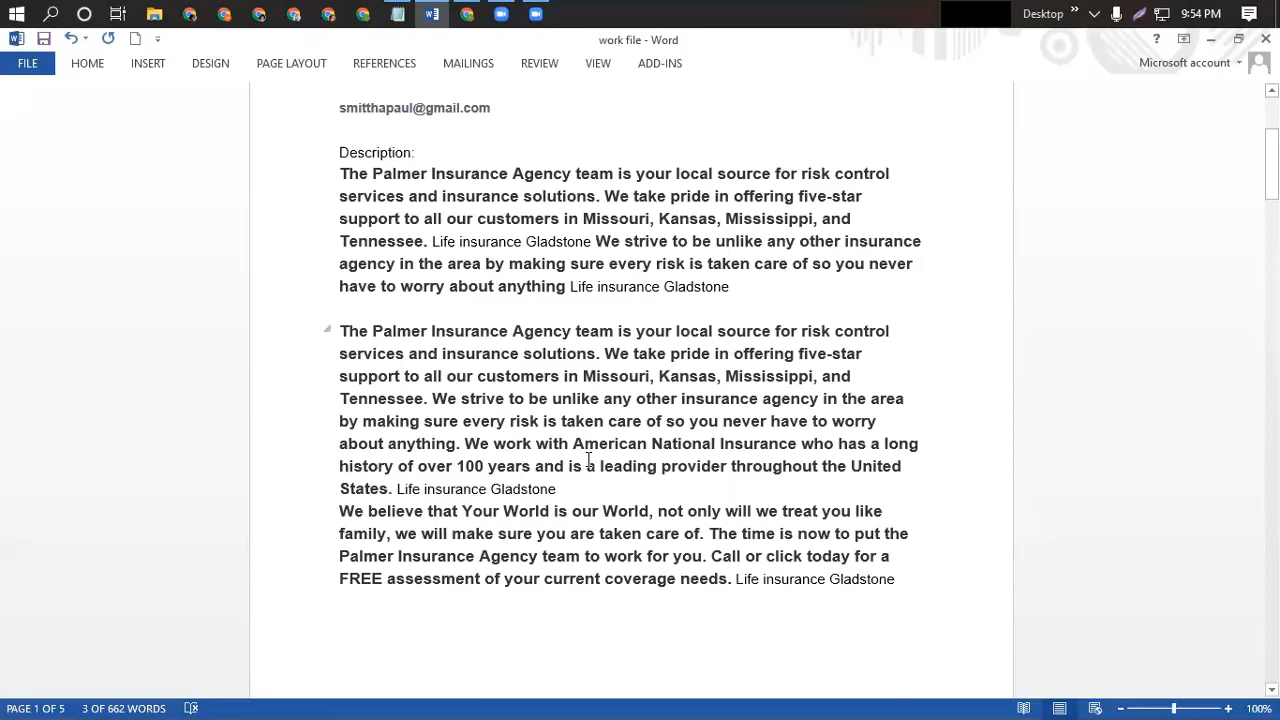 Desktop
9:54 PM
work file - Word
?
FILE HOME INSERT DESIGN PAGE LAYOUT REFERENCES MAILINGS REVIEW VIEW ADD-INS Microsoft account
smitthapaul@gmail.com
Description:
The Palmer Insurance Agency team is your local source for risk control
services and insurance solutions. We take pride in offering five-star
support to all our customers in Missouri, Kansas, Mississippi, and
Tennessee. Life insurance Gladstone We strive to be unlike any other insurance
agency in the area by making sure every risk is taken care of so you never
have to worry about anything Life insurance Gladstone
The Palmer Insurance Agency team is your local source for risk control
services and insurance solutions. We take pride in offering five-star
support to all our customers in Missouri, Kansas, Mississippi, and
Tennessee. We strive to be unlike any other insurance agency in the area
by making sure every risk is taken care of so you never have to worry
about anything. We work with American National Insurance who has a long
history of over 100 years and is a leading provider throughout the United
States. Life insurance Gladstone
We believe that Your World is our World, not only will we treat you like
family, we will make sure you are taken care of. The time is now to put the
Palmer Insurance Agency team to work for you. Call or click today for a
FREE assessment of your current coverage needs. Life insurance Gladstone
PAGE 1 OF 5 3 OF 662 WORDS 100%